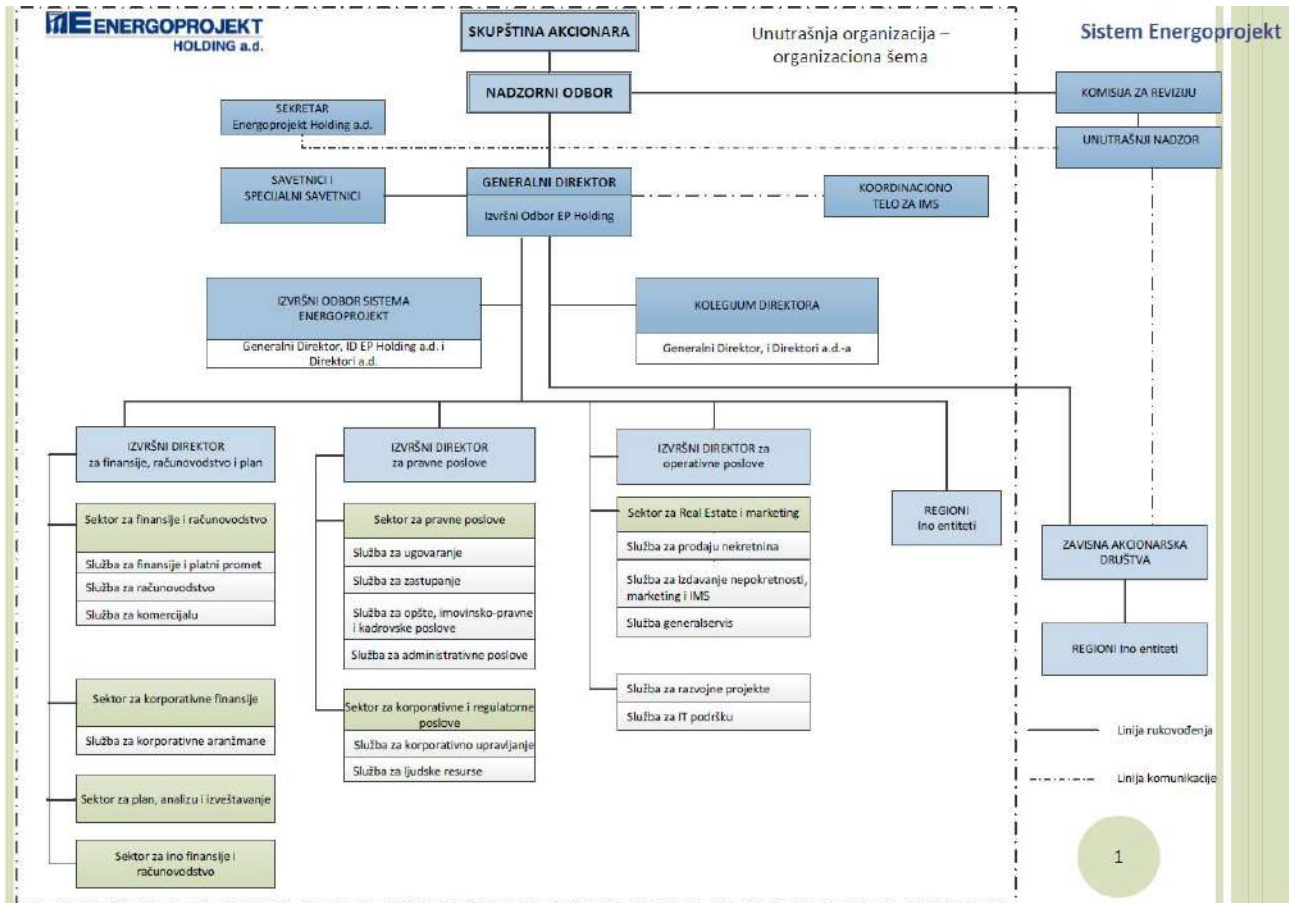 ENERGOPROJEKT
HOLDING a.d.
SKUPŠTINA AKCIONARA
Unutrašnja organizacija –
organizaciona šema
Sistem Energoprojekt
NADZORNI ODBOR
KOMISIJA ZA REVIZIJU
SEKRETAR
Energoprojekt Holding a.d.
UNUTRAŠNJI NADZOR
SAVETNICI I
SPECIJALNI SAVETNICI
GENERALNI DIREKTOR
Izvršni Odbor EP Holding
KOORDINACIONO
TELO ZA IMS
IZVRŠNI ODBOR SISTEMA
ENERGOPROJEKT
Generalni Direktor, ID EP Holding a.d. i
Direktori a.d.
KOLEGIJUM DIREKTORA
Generalni Direktor, i Direktori a.d.-a
IZVRŠNI DIREKTOR
za finansije, računovodstvo i plan
Sektor za finansije i računovodstvo
Služba za finansije i platni promet
Služba za računovodstvo
Služba za komercijalu
Sektor za korporativne finansije
Služba za korporativne aranžmane
Sektor za plan, analizu i izveštavanje
Sektor za ino finansije i
računovodstvo
IZVRŠNI DIREKTOR
za pravne poslove
Sektor za pravne poslove
Služba za ugovaranje
Služba za zastupanje
Služba za opšte, imovinsko-pravne
i kadrovske poslove
Služba za administrativne poslove
Sektor za korporativne i regulatorne
poslove
Služba za korporativno upravljanje
Služba za ljudske resurse
IZVRŠNI DIREKTOR za
operativne poslove
Sektor za Real Estate i marketing
Služba za prodaju nekretnina
Služba za izdavanje nepokretnosti,
marketing i IMS
Služba generalservis
Služba za razvojne projekte
Služba za IT podršku
REGIONI
Ino entiteti
ZAVISNA AKCIONARSKA
DRUŠTVA
REGIONI Ino entiteti
Linija rukovođenja
Linija komunikacije
1